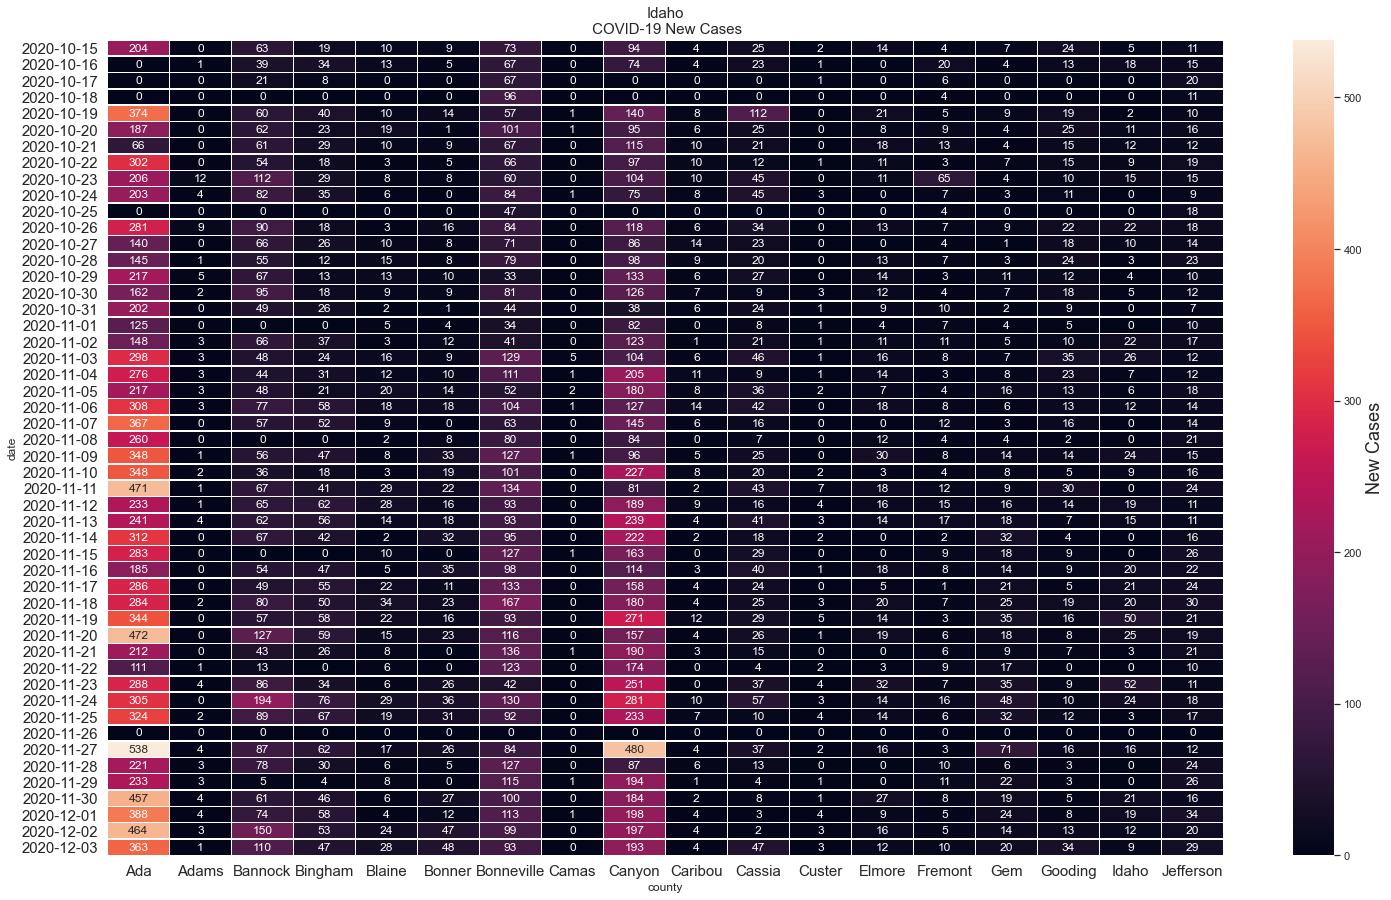 Idaho
COVID-19 New Cases
2020-10-15 204 0 63 19 10 9 73 0 94 4 25 2 14 4 7 24 5 11
2020-10-16 0 1 39 34 13 5 67 0 74 4 23 1 0 20 4 13 18 15
2020-10-17 0 0 21 8 0 0 67 0 0 0 0 1 0 6 0 0 0 20
2020-10-18 0 0 0 0 0 0 96 0 0 0 0 0 0 4 0 0 0 11
2020-10-19 374 0 60 40 10 14 57 1 140 8 112 0 21 5 9 19 2 10
2020-10-20 187 0 62 23 19 1 101 1 95 6 25 0 8 9 4 25 11 16
2020-10-21 66 0 61 29 10 9 67 0 115 10 21 0 18 13 4 15 12 12
2020-10-22 302 0 54 18 3 5 66 0 97 10 12 1 11 3 7 15 9 19
2020-10-23 206 12 112 29 8 8 60 0 104 10 45 0 11 65 4 10 15 15
2020-10-24 203 4 82 35 6 0 84 1 75 8 45 3 0 7 3 11 0 9
2020-10-25 0 0 0 0 0 0 47 0 0 0 0 0 0 4 0 0 0 18
2020-10-26 281 9 90 18 3 16 84 0 118 6 34 0 13 7 9 22 22 18
2020-10-27 140 0 66 26 10 8 71 0 86 14 23 0 0 4 1 18 10 14
2020-10-28 145 1 55 12 15 8 79 0 98 9 20 0 13 7 3 24 3 23
2020-10-29 217 5 67 13 13 10 33 0 133 6 27 0 14 3 11 12 4 10
2020-10-30 162 2 95 18 9 9 81 0 126 7 9 3 12 4 7 18 5 12
2020-10-31 202 0 49 26 2 1 44 0 38 6 24 1 9 10 2 9 0 7
2020-11-01 125 0 0 0 5 4 34 0 82 0 8 1 4 7 4 5 0 10
2020-11-02 148 3 66 37 3 12 41 0 123 1 21 1 11 11 5 10 22 17
2020-11-03 298 3 48 24 16 9 129 5 104 6 46 1 16 8 7 35 26 12
2020-11-04 276 3 44 31 12 10 111 1 205 11 9 1 14 3 8 23 7 12
2020-11-05 217 3 48 21 20 14 52 2 180 8 36 2 7 4 16 13 6 18
2020-11-06 308 3 77 58 18 18 104 1 127 14 42 0 18 8 6 13 12 14
2020-11-07 367 0 57 52 9 0 63 0 145 6 16 0 0 12 3 16 0 14
2020-11-08 260 0 0 0 2 8 80 0 84 0 7 0 12 4 4 2 0 21
2020-11-09 348 1 56 47 8 33 127 1 96 5 25 0 30 8 14 14 24 15
2020-11-10 348 2 36 18 3 19 101 0 227 8 20 2 3 4 8 5 9 16
2020-11-11 471 1 67 41 29 22 134 0 81 2 43 7 18 12 9 30 0 24
2020-11-12 233 1 65 62 28 16 93 0 189 9 16 4 16 15 16 14 19 11
2020-11-13 241 4 62 56 14 18 93 0 239 4 41 3 14 17 18 7 15 11
2020-11-14 312 0 67 42 2 32 95 0 222 2 18 2 0 2 32 4 0 16
2020-11-15 283 0 0 0 10 0 127 1 163 0 29 0 0 9 18 9 0 26
2020-11-16 185 0 54 47 5 35 98 0 114 3 40 1 18 8 14 9 20 22
2020-11-17 286 0 49 55 22 11 133 0 158 4 24 0 5 1 21 5 21 24
2020-11-18 284 2 80 50 34 23 167 0 180 4 25 3 20 7 25 19 20 30
2020-11-19 344 0 57 58 22 16 93 0 271 12 29 5 14 3 35 16 50 21
2020-11-20 472 0 127 59 15 23 116 0 157 4 26 1 19 6 18 8 25 19
2020-11-21 212 0 43 26 8 0 136 1 190 3 15 0 0 6 9 7 3 21
2020-11-22 111 1 13 0 6 0 123 0 174 0 4 2 3 9 17 0 0 10
2020-11-23 288 4 86 34 6 26 42 0 251 0 37 4 32 7 35 9 52 11
2020-11-24 305 0 194 76 29 36 130 0 281 10 57 3 14 16 48 10 24 18
2020-11-25 324 2 89 67 19 31 92 0 233 7 10 4 14 6 32 12 3 17
2020-11-26 0 0 0 0 0 0 0 0 0 0 0 0 0 0 0 0 0 0
2020-11-27 538 4 87 62 17 26 84 0 480 4 37 2 16 3 71 16 16 12
2020-11-28 221 3 78 30 6 5 127 0 87 6 13 0 0 10 6 3 0 24
2020-11-29 233 3 5 4 8 0 115 1 194 1 4 1 0 11 22 3 0 26
2020-11-30 457 4 61 46 6 27 100 0 184 2 8 1 27 8 19 5 21 16
2020-12-01 388 4 74 58 4 12 113 1 198 4 3 4 9 5 24 8 19 34
2020-12-02 464 3 150 53 24 47 99 0 197 4 2 3 16 5 14 13 12 20
2020-12-03 363 1 110 47 28 48 93 0 193 4 47 3 12 10 20 34 9 29
Ada Adams Bannock Bingham Blaine Bonner Bonneville Camas Canyon Caribou Cassia Custer Elmore Fremont Gem Gooding Idaho Jefferson
county
date
500
400
300
200
100
0
New Cases